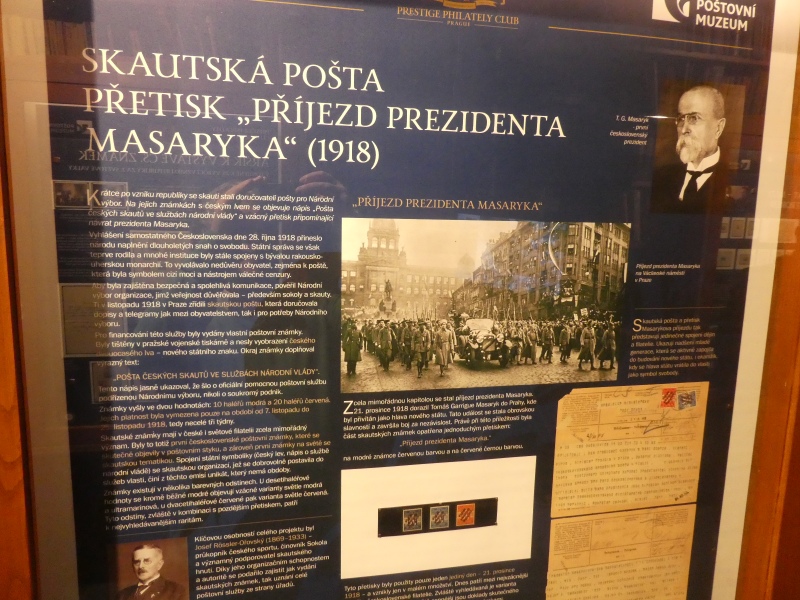 PRESTIGE PHILATELY CLUB
PRAGUE
POŠTOVNÍ
MUZEUM
SKAUTSKÁ POŠTA
PŘETISK „PŘÍJEZD PREZIDENTA
MASARYKA“ (1918)
T. G. Masaryk
- první
československý
prezident
Krátce po vzniku republiky se skauti stali doručovateli pošty pro Národní
výbor. Na jejich známkách s českým lvem se objevuje nápis „Pošta
českých skautů ve službách národní vlády“ a vzácný přetisk připomínající
návrat prezidenta Masaryka.
Vyhlášení samostatného Československa dne 28. října 1918 přineslo
národu naplnění dlouholetých snah o svobodu. Státní správa se však
teprve rodila a mnohé instituce byly stále spojeny s bývalou rakousko-
uherskou monarchií. To vyvolávalo nedůvěru obyvatel, zejména k poště,
která byla symbolem cizí moci a nástrojem válečné cenzury.
Aby byla zajištěna bezpečná a spolehlivá komunikace, pověřil Národní
výbor organizace, jimž veřejnost důvěřovala – především sokoly a skauty.
v listopadu 1918 v Praze zřídili skautskou poštu, která doručovala
dopisy a telegramy jak mezi obyvatelstvem, tak i pro potřeby Národního
výboru.
Pro financování této služby byly vydány vlastní poštovní známky.
Byly tištěny v pražské vojenské tiskárně a nesly vyobrazení českého
dvouocasého lva – nového státního znaku. Okraj známky doplňoval
výrazný text:
„POŠTA ČESKÝCH SKAUTŮ VE SLUŽBÁCH NÁRODNÍ VLÁDY“.
Tento nápis jasně ukazoval, že šlo o oficiální pomocnou poštovní službu
podřízenou Národnímu výboru, nikoli o soukromý podnik.
Známky vyšly ve dvou hodnotách: 10 haléřů modrá a 20 haléřů červená.
Jejich platnost byla vymezena pouze na období od 7. listopadu do
listopadu 1918, tedy necelé tři týdny.
Skautské známky mají v české i světové filatelii zcela mimořádný
význam. Byly to totiž první československé poštovní známky, které se
skutečně objevily v poštovním styku, a zároveň první známky na světě se
skautskou tematikou. Spojení státní symboliky (český lev, nápis o službě
národní vládě) se skautskou organizací, jež se dobrovolně postavila do
služeb vlasti, činí z těchto emisí unikát, který nemá obdoby.
Známky existují v několika barevných odstínech. U desetihaléřové
hodnoty se kromě běžné modré objevují vzácné varianty světle modrá
a ultramarínová, u dvacetihaléřové červené pak varianta světle červená.
Tyto odstíny, zvláště v kombinaci s pozdějším přetiskem, patří
k nejvyhledávanějším raritám.
Klíčovou osobností celého projektu byl
Josef Rössler-Ořovský (1869–1933) –
průkopník českého sportu, činovník Sokola
a významný podporovatel skautského
hnutí. Díky jeho organizačním schopnostem
a autoritě se podařilo zajistit jak vydání
skautských známek, tak uznání celé
poštovní služby ze strany úřadů.
„PŘÍJEZD PREZIDENTA MASARYKA“
Příjezd prezidenta Masaryka
na Václavské náměstí
v Praze
Zcela mimořádnou kapitolou se stal příjezd prezidenta Masaryka.
21. prosince 1918 dorazil Tomáš Garrigue Masaryk do Prahy, kde
byl přivítán jako hlava nového státu. Tato událost se stala obrovskou
slavností a završila boj za nezávislost. Právě při této příležitosti byla
část skautských známek opatřena jednoduchým přetiskem:
„Příjezd prezidenta Masaryka.“
na modré známce červenou barvou a na červené černou barvou.
Tyto přetisky byly použity pouze jeden jediný den – 21. prosince
1918 – a vznikly jen v malém množství. Dnes patří mezi nejvzácnější
Skautská pošta a přetisk
Masarykova příjezdu tak
představují jedinečné spojení dějin
a filatelie. Ukazují nadšení mladé
generace, která se aktivně zapojila
do budování nového státu, i okamžik,
kdy se hlava státu vrátila do vlasti
jako symbol svobody.